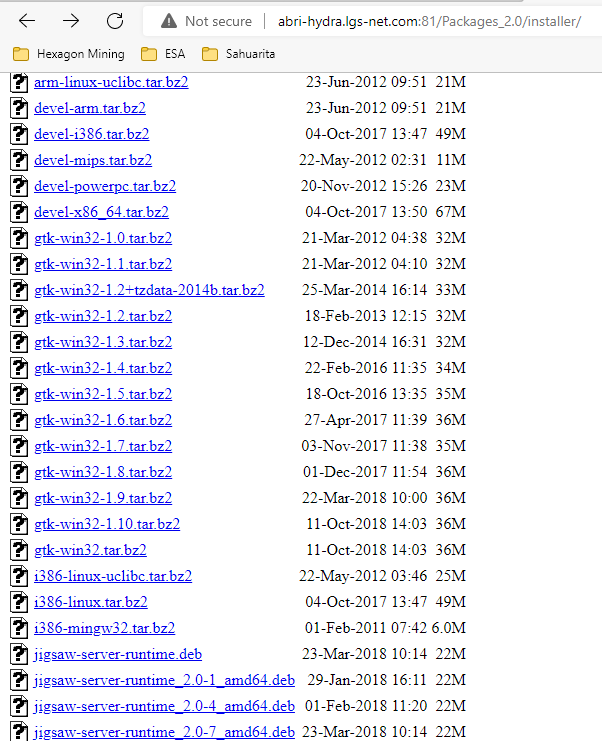 Not secure | abri-hydra.lgs-net.com:81/Packages_2.0/installer/
Hexagon Mining ESA Sahuarita
arm-linux-uclibc.tar.bz2 23-Jun-2012 09:51 21M
devel-arm.tar.bz2 23-Jun-2012 09:51 21M
devel-i386.tar.bz2 04-Oct-2017 13:47 49M
devel-mips.tar.bz2 22-May-2012 02:31 11M
devel-powerpc.tar.bz2 20-Nov-2012 15:26 23M
devel-x86_64.tar.bz2 04-Oct-2017 13:50 67M
gtk-win32-1.0.tar.bz2 21-Mar-2012 04:38 32M
gtk-win32-1.1.tar.bz2 21-Mar-2012 04:10 32M
gtk-win32-1.2+tzdata-2014b.tar.bz2 25-Mar-2014 16:14 33M
gtk-win32-1.2.tar.bz2 18-Feb-2013 12:15 32M
gtk-win32-1.3.tar.bz2 12-Dec-2014 16:31 32M
gtk-win32-1.4.tar.bz2 22-Feb-2016 11:35 34M
gtk-win32-1.5.tar.bz2 18-Oct-2016 13:35 35M
gtk-win32-1.6.tar.bz2 27-Apr-2017 11:39 36M
gtk-win32-1.7.tar.bz2 03-Nov-2017 11:38 35M
gtk-win32-1.8.tar.bz2 01-Dec-2017 11:54 36M
gtk-win32-1.9.tar.bz2 22-Mar-2018 10:00 36M
gtk-win32-1.10.tar.bz2 11-Oct-2018 14:03 36M
gtk-win32.tar.bz2 11-Oct-2018 14:03 36M
i386-linux-uclibc.tar.bz2 22-May-2012 03:46 25M
i386-linux.tar.bz2 04-Oct-2017 13:47 49M
i386-mingw32.tar.bz2 01-Feb-2011 07:42 6.0M
jigsaw-server-runtime.deb 23-Mar-2018 10:14 22M
jigsaw-server-runtime_2.0-1_amd64.deb 29-Jan-2018 16:11 22M
jigsaw-server-runtime_2.0-4_amd64.deb 01-Feb-2018 11:20 22M
jigsaw-server-runtime_2.0-7_amd64.deb 23-Mar-2018 10:14 22M